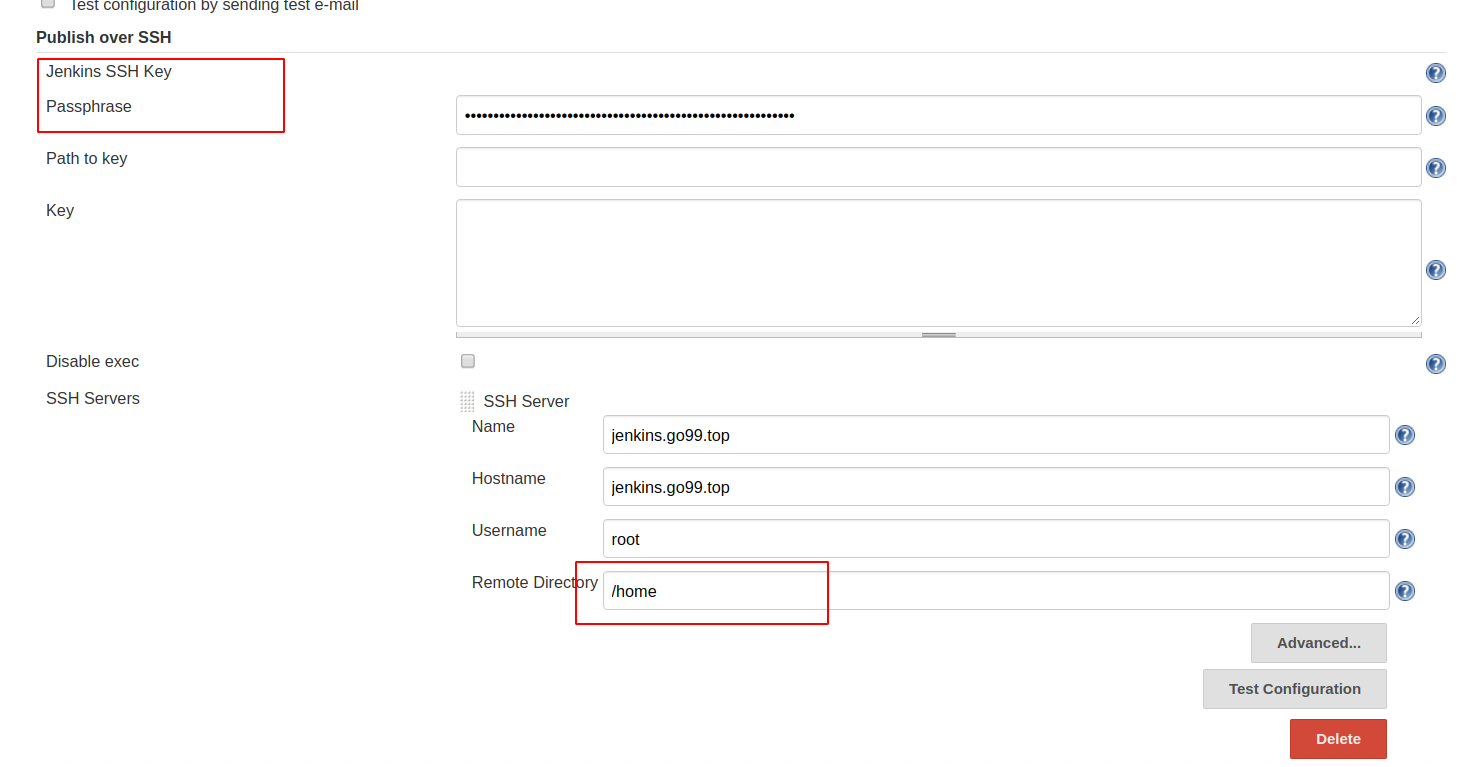 Test configuration by sending test e-mail
Publish over SSH
Jenkins SSH Key
Passphrase
••••••••••••••••••••••••••••••••••••••••••••••••••••••••••
Path to key
Key
Disable exec
SSH Servers
SSH Server
Name
jenkins.go99.top
Hostname
jenkins.go99.top
Username
root
Remote Directory
/home
Advanced...
Test Configuration
Delete